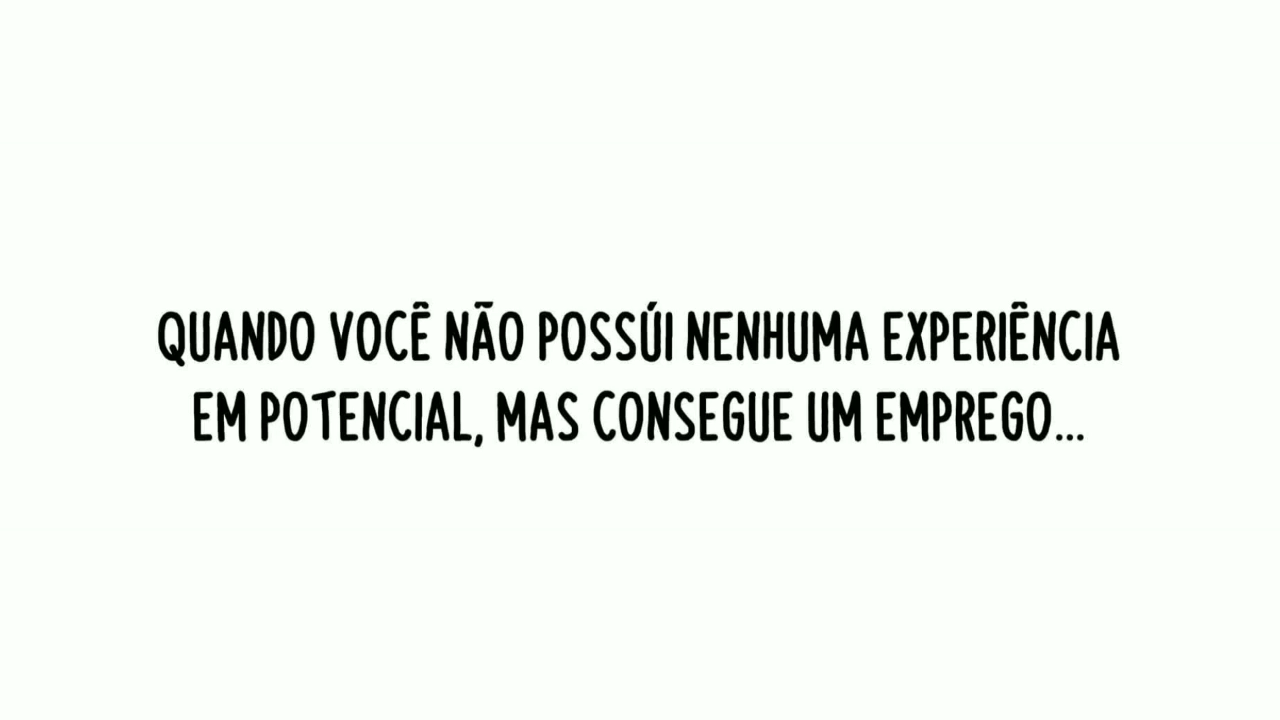 QUANDO VOCÊ NÃO POSSÚI NENHUMA EXPERIÊNCIA
EM POTENCIAL, MAS CONSEGUE UM EMPREGO...